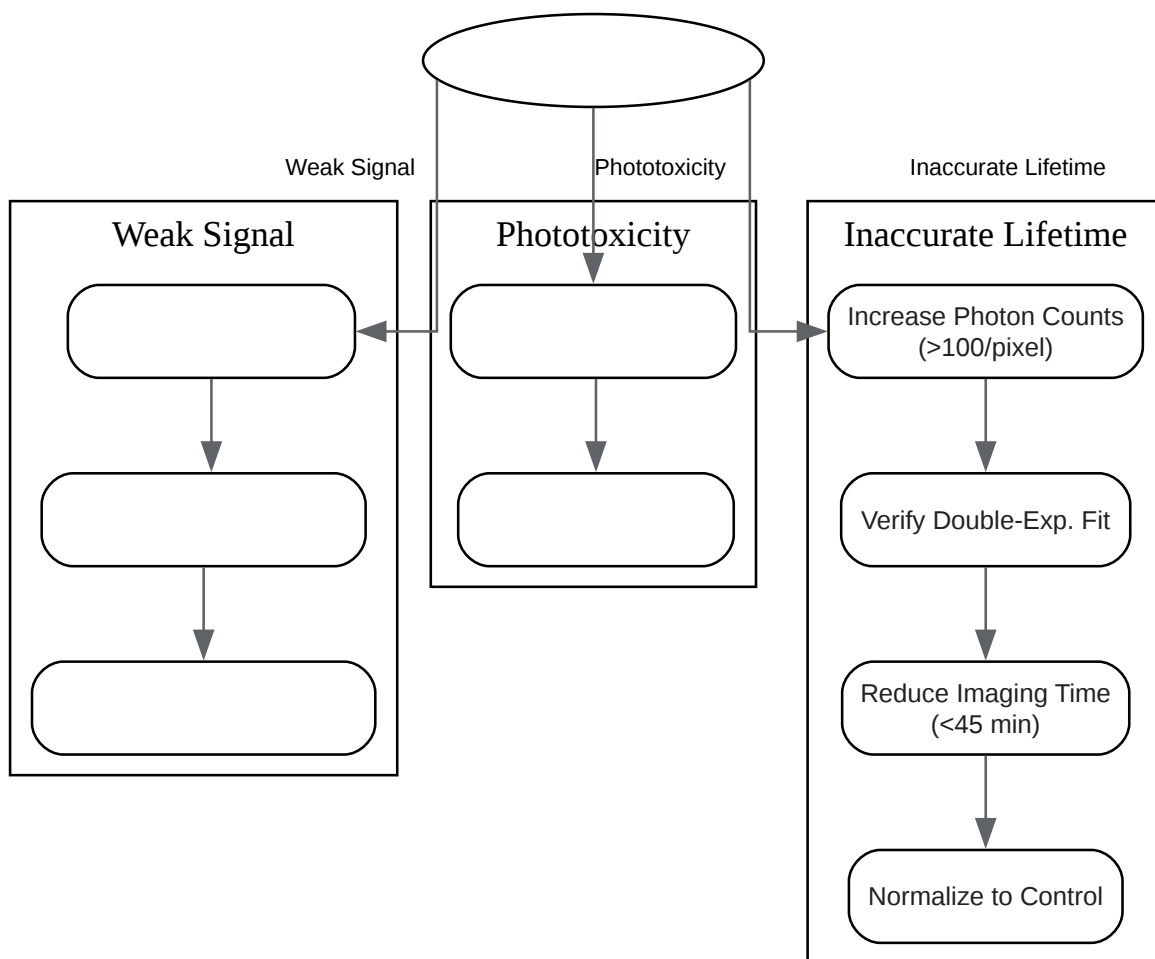 Weak Signal
Phototoxicity
Inaccurate Lifetime
Weak Signal
Phototoxicity
Inaccurate Lifetime
Increase Photon Counts
(>100/pixel)
Verify Double-Exp. Fit
Reduce Imaging Time
(<45 min)
Normalize to Control